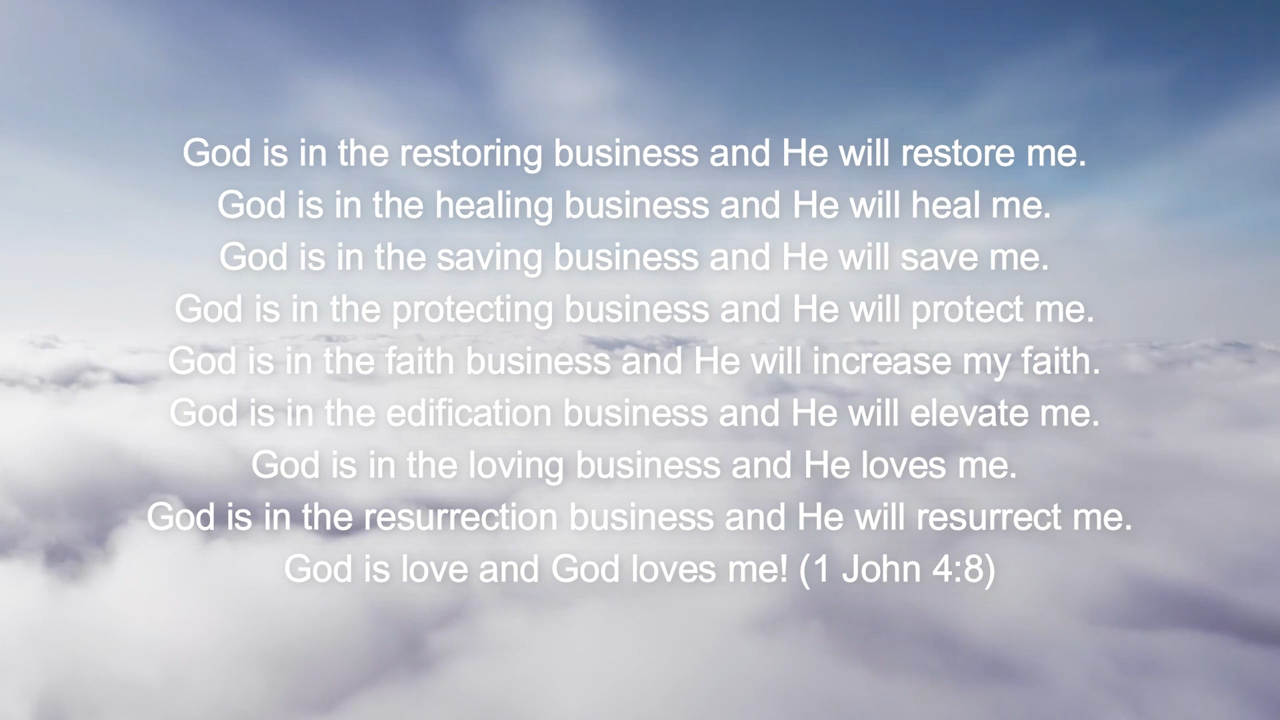 God is in the restoring business and He will restore me.
God is in the healing business and He will heal me.
God is in the saving business and He will save me.
God is in the protecting business and He will protect me.
God is in the faith business and He will increase my faith.
God is in the edification business and He will elevate me.
God is in the loving business and He loves me.
God is in the resurrection business and He will resurrect me.
God is love and God loves me! (1 John 4:8)